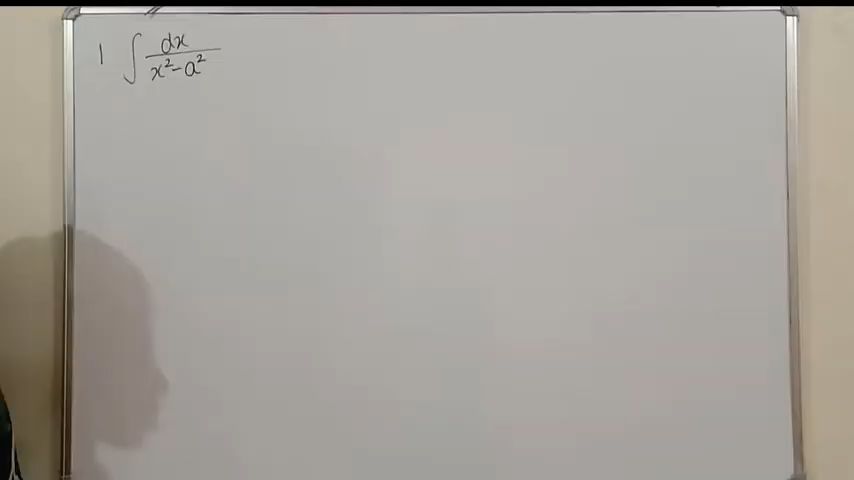 1 ∫ dx / x² - a²